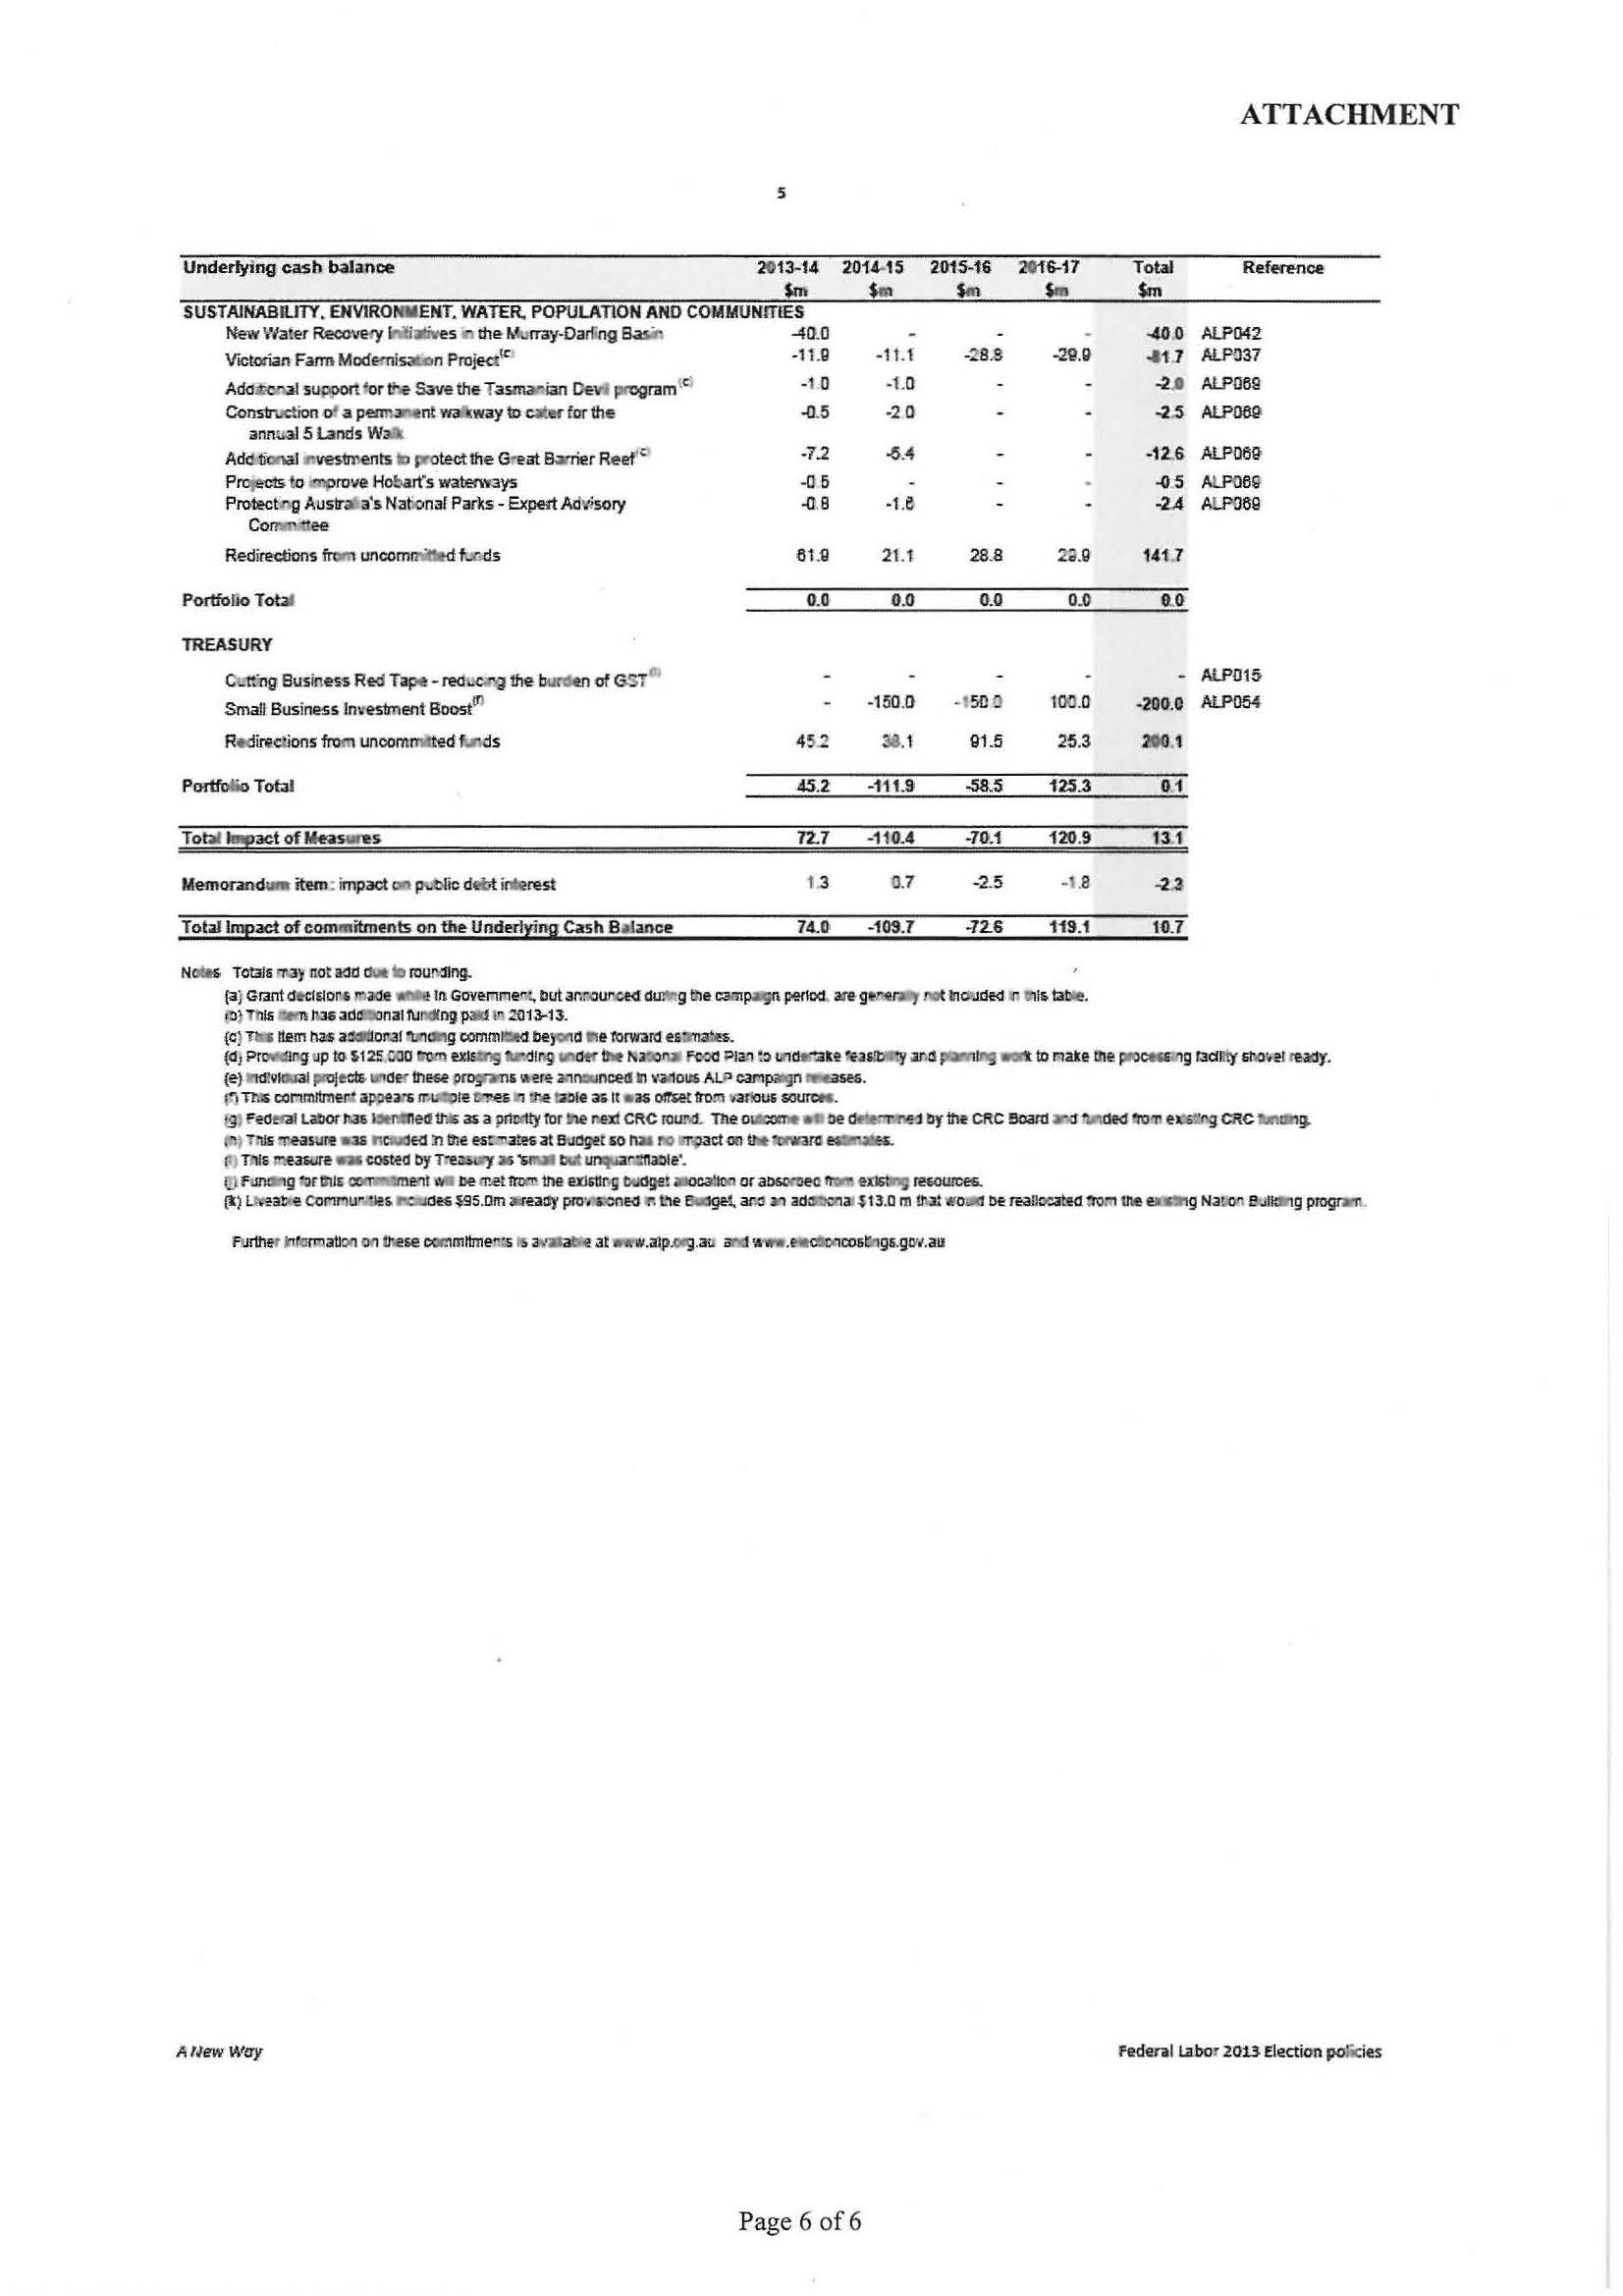 ATTACHMENT
5
Underlying cash balance 2013-14 2014-15 2015-16 2016-17 Total Reference
$m $m $m $m $m
SUSTAINABILITY, ENVIRONMENT, WATER, POPULATION AND COMMUNITIES
New Water Recovery Initiatives in the Murray-Darling Basin -40.0 - - - -40.0 ALP042
Victorian Farm Modernisation Project(c) -11.9 -11.1 -28.8 -29.9 -81.7 ALP037
Additional support for the Save the Tasmanian Devil program(c) -1.0 -1.0 - - -2.0 ALP069
Construction of a permanent walkway to cater for the -0.5 -2.0 - - -2.5 ALP069
annual 5 Lands Walk
Additional investments to protect the Great Barrier Reef(c) -7.2 -5.4 - - -12.6 ALP069
Projects to improve Hobart's waterways -0.5 - - - -0.5 ALP069
Protecting Australia's National Parks - Expert Advisory -0.8 -1.6 - - -2.4 ALP069
Committee
Redirections from uncommitted funds 61.9 21.1 28.8 29.9 141.7
Portfolio Total 0.0 0.0 0.0 0.0 0.0
TREASURY
Cutting Business Red Tape - reducing the burden of GST(i) - - - - - ALP015
Small Business Investment Boost(f) - -150.0 -150.0 100.0 -200.0 ALP054
Redirections from uncommitted funds 45.2 38.1 91.5 25.3 200.1
Portfolio Total 45.2 -111.9 -58.5 125.3 0.1
Total Impact of Measures 72.7 -110.4 -70.1 120.9 13.1
Memorandum item: impact on public debt interest 1.3 0.7 -2.5 -1.8 -2.3
Total Impact of commitments on the Underlying Cash Balance 74.0 -109.7 -72.6 119.1 10.7
Notes Totals may not add due to rounding.
(a) Grant decisions made while in Government, but announced during the campaign period, are generally not included in this table.
(b) This item has additional funding paid in 2013-13.
(c) This item has additional funding committed beyond the forward estimates.
(d) Providing up to $125,000 from existing funding under the National Food Plan to undertake feasibility and planning work to make the processing facility shovel ready.
(e) Individual projects under these programs were announced in various ALP campaign releases.
(f) This commitment appears multiple times in the table as it was offset from various sources.
(g) Federal Labor has identified this as a priority for the next CRC round. The outcome will be determined by the CRC Board and funded from existing CRC funding.
(h) This measure was included in the estimates at Budget so has no impact on the forward estimates.
(i) This measure was costed by Treasury as 'small but unquantifiable'.
(j) Funding for this commitment will be met from the existing budget allocation or absorbed from existing resources.
(k) Liveable Communities includes $95.0m already provisioned in the Budget, and an additional $13.0 m that would be reallocated from the existing Nation Building program.
Further information on these commitments is available at www.alp.org.au and www.electioncostings.gov.au
A New Way Federal Labor 2013 Election policies
Page 6 of 6